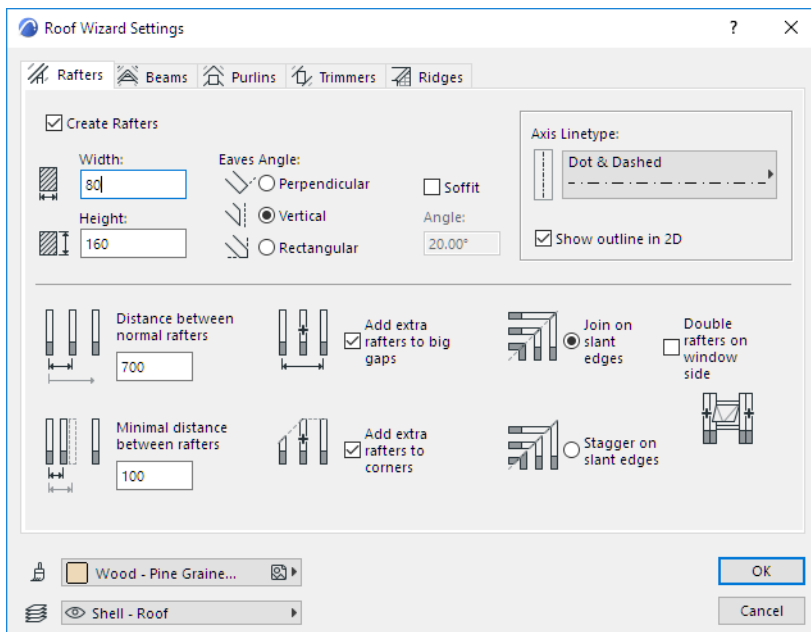 Roof Wizard Settings
?
Rafters Beams Purlins Trimmers Ridges
Create Rafters
Width:
80
Height:
160
Eaves Angle:
Perpendicular
Vertical
Rectangular
Soffit
Angle:
20.00°
Axis Linetype:
Dot & Dashed
Show outline in 2D
Distance between
normal rafters
700
Add extra
rafters to big
gaps
Join on
slant
edges
Double
rafters on
window
side
Minimal distance
between rafters
100
Add extra
rafters to
corners
Stagger on
slant edges
Wood - Pine Graine...
Shell - Roof
OK
Cancel